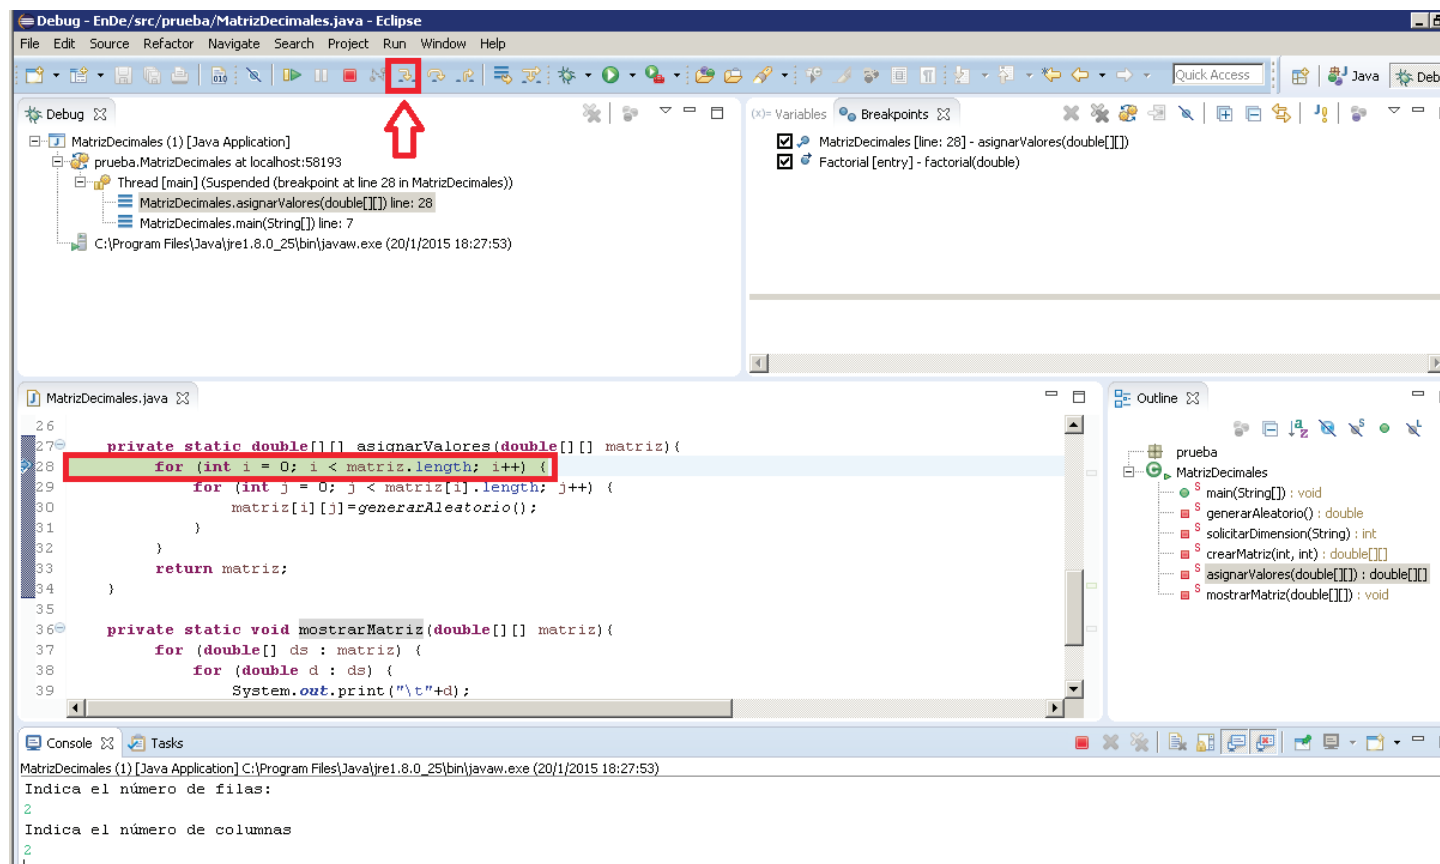 Debug - EnDe/src/prueba/MatrizDecimales.java - Eclipse
File Edit Source Refactor Navigate Search Project Run Window Help
Quick Access Java Deb
Debug
MatrizDecimales (1) [Java Application]
prueba.MatrizDecimales at localhost:58193
Thread [main] (Suspended (breakpoint at line 28 in MatrizDecimales))
MatrizDecimales.asignarValores(double[][]) line: 28
MatrizDecimales.main(String[]) line: 7
C:\Program Files\Java\jre1.8.0_25\bin\javaw.exe (20/1/2015 18:27:53)
(x)= Variables Breakpoints
MatrizDecimales [line: 28] - asignarValores(double[][])
Factorial [entry] - factorial(double)
MatrizDecimales.java
26
27 private static double[][] asignarValores(double[][] matriz){
28 for (int i = 0; i < matriz.length; i++) {
29 for (int j = 0; j < matriz[i].length; j++) {
30 matriz[i][j]=generarAleatorio();
31 }
32 }
33 return matriz;
34 }
35
36 private static void mostrarMatriz(double[][] matriz){
37 for (double[] ds : matriz) {
38 for (double d : ds) {
39 System.out.print("\t"+d);
Outline
prueba
MatrizDecimales
main(String[]) : void
generarAleatorio() : double
solicitarDimension(String) : int
crearMatriz(int, int) : double[][]
asignarValores(double[][]) : double[][]
mostrarMatriz(double[][]) : void
Console Tasks
MatrizDecimales (1) [Java Application] C:\Program Files\Java\jre1.8.0_25\bin\javaw.exe (20/1/2015 18:27:53)
Indica el número de filas:
2
Indica el número de columnas
2